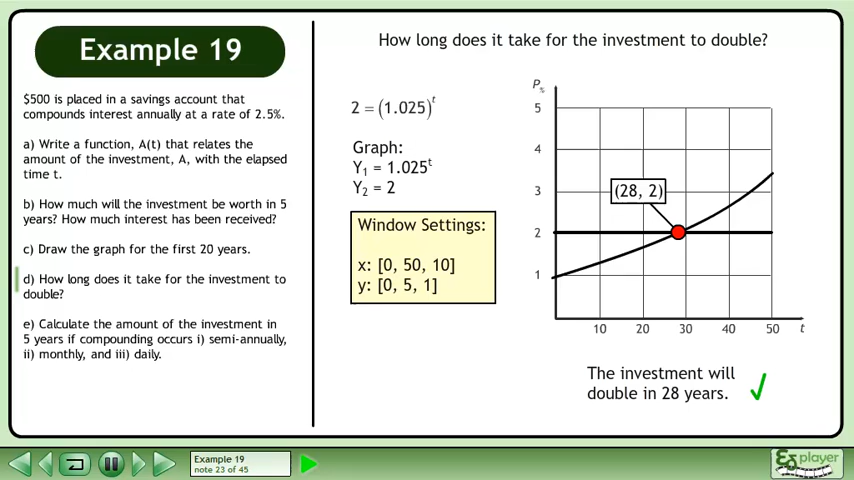 Example 19
$500 is placed in a savings account that
compounds interest annually at a rate of 2.5%.
a) Write a function, A(t) that relates the
amount of the investment, A, with the elapsed
time t.
b) How much will the investment be worth in 5
years? How much interest has been received?
c) Draw the graph for the first 20 years.
d) How long does it take for the investment to
double?
e) Calculate the amount of the investment in
5 years if compounding occurs i) semi-annually,
ii) monthly, and iii) daily.
How long does it take for the investment to double?
2 = (1.025)^t
Graph:
Y₁ = 1.025^t
Y₂ = 2
Window Settings:
x: [0, 50, 10]
y: [0, 5, 1]
P%
5
4
3
2
1
(28, 2)
10 20 30 40 50 t
The investment will
double in 28 years.
Example 19
note 23 of 45
player